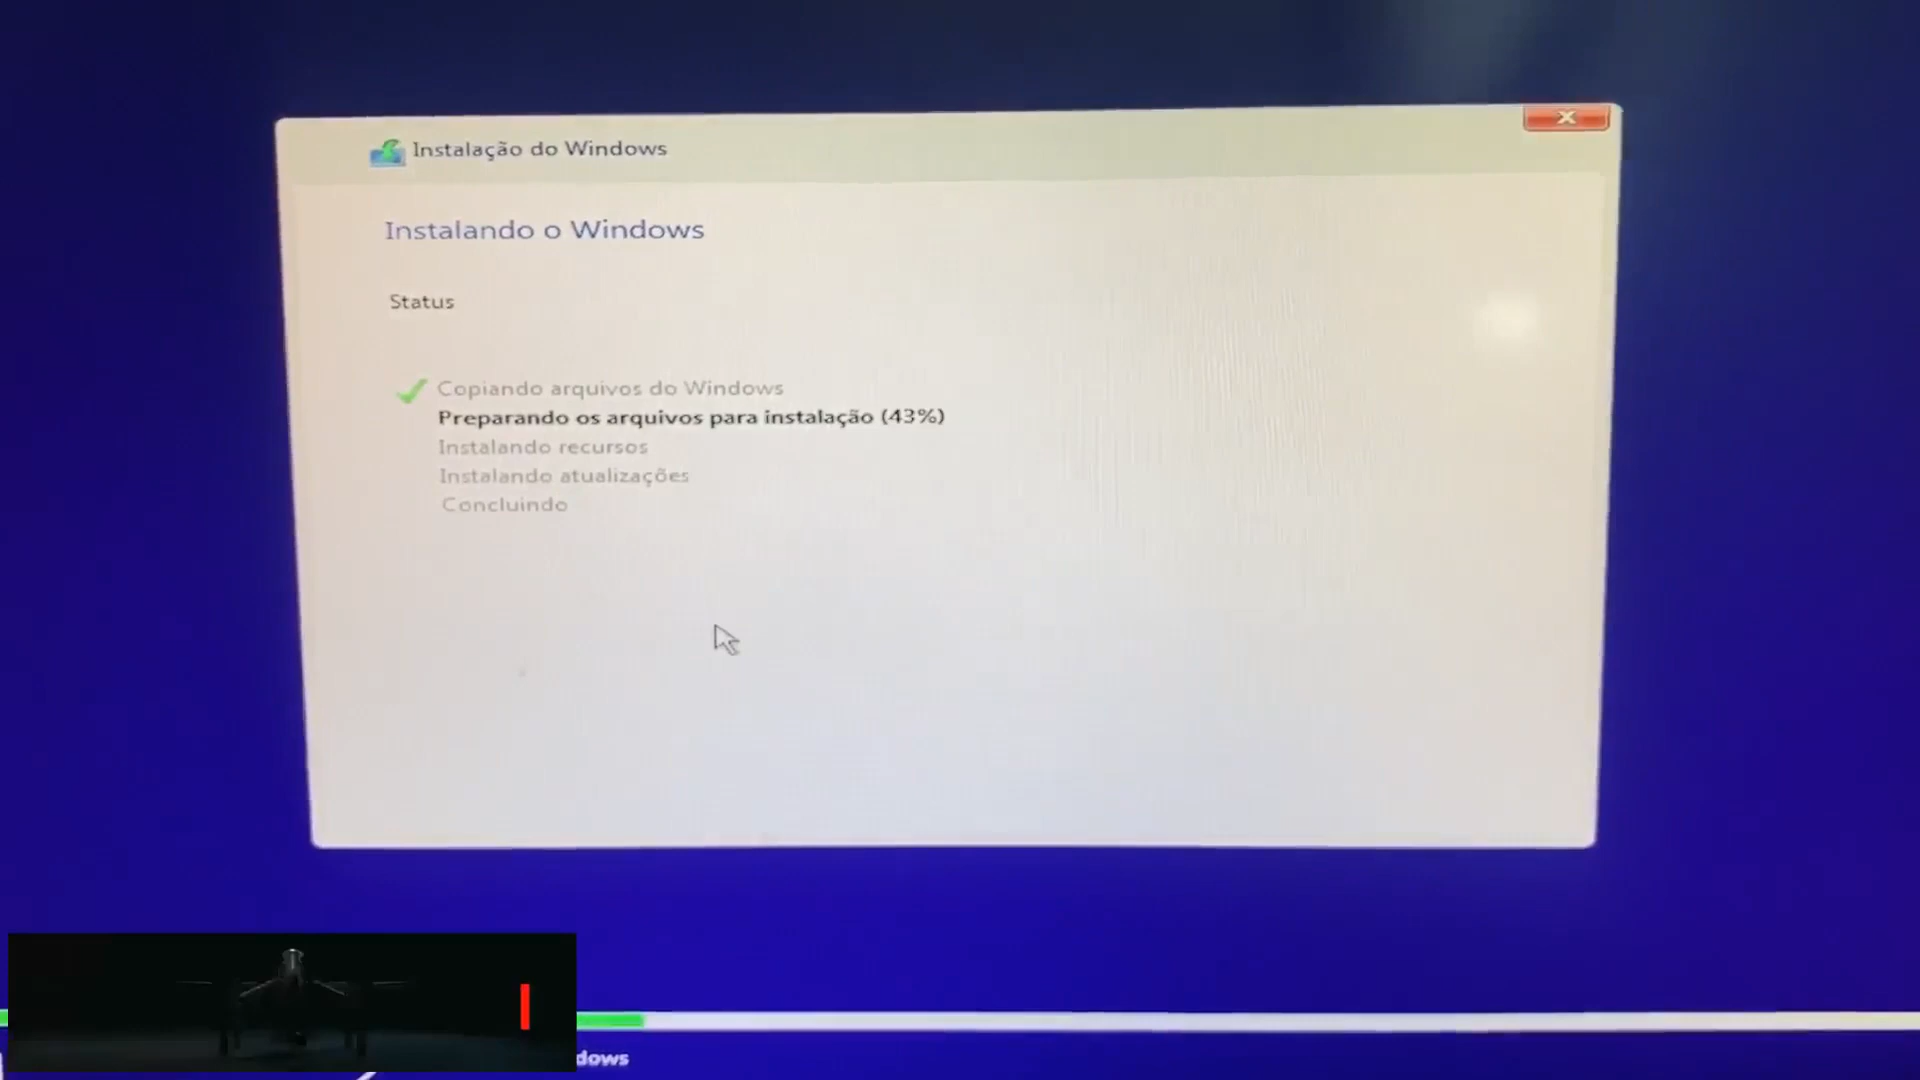 Instalação do Windows
Instalando o Windows
Status
Copiando arquivos do Windows
Preparando os arquivos para instalação (43%)
Instalando recursos
Instalando atualizações
Concluindo
dows